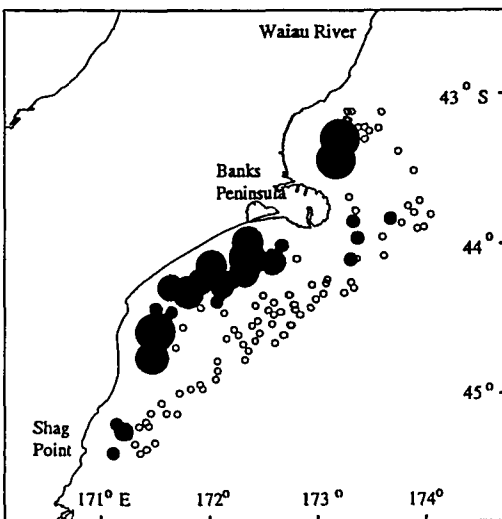 Waiau River
43° S
Banks
Peninsula
44°
45°
Shag
Point
171° E
172°
173°
174°